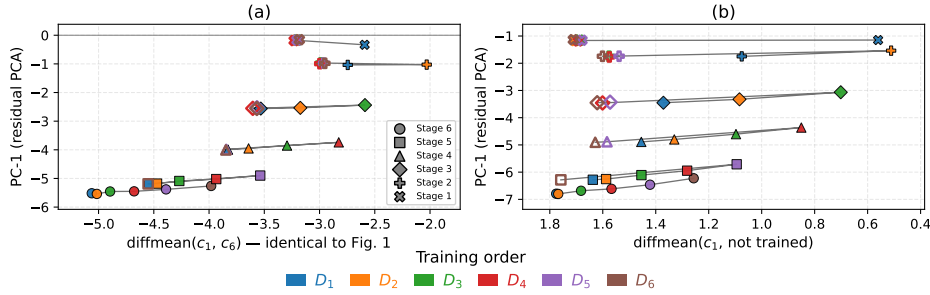 (a)
(b)
PC-1 (residual PCA)
0
−1
−2
−3
−4
−5
−6
Stage 6
Stage 5
Stage 4
Stage 3
Stage 2
Stage 1
−5.0
−4.5
−4.0
−3.5
−3.0
−2.5
−2.0
diffmean(c₁, c₆) — identical to Fig. 1
PC-1 (residual PCA)
−1
−2
−3
−4
−5
−6
−7
1.8
1.6
1.4
1.2
1.0
0.8
0.6
0.4
diffmean(c₁, not trained)
Training order
D₁
D₂
D₃
D₄
D₅
D₆